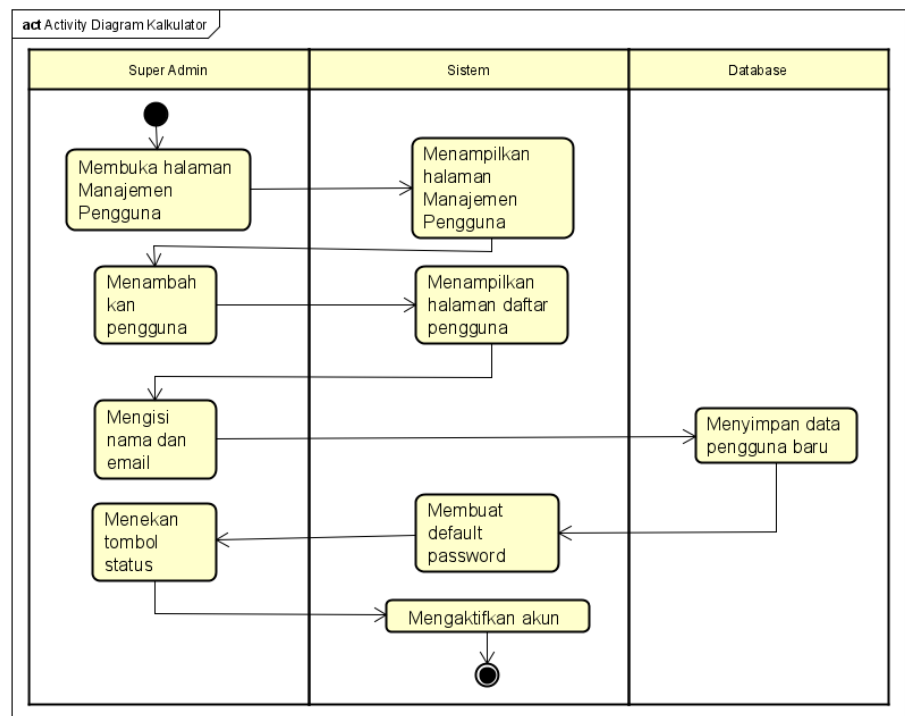 act Activity Diagram Kalkulator
Super Admin
Sistem
Database
Membuka halaman
Manajemen
Pengguna
Menampilkan
halaman
Manajemen
Pengguna
Menambah
kan
pengguna
Menampilkan
halaman daftar
pengguna
Mengisi
nama dan
email
Menyimpan data
pengguna baru
Membuat
default
password
Menekan
tombol
status
Mengaktifkan akun